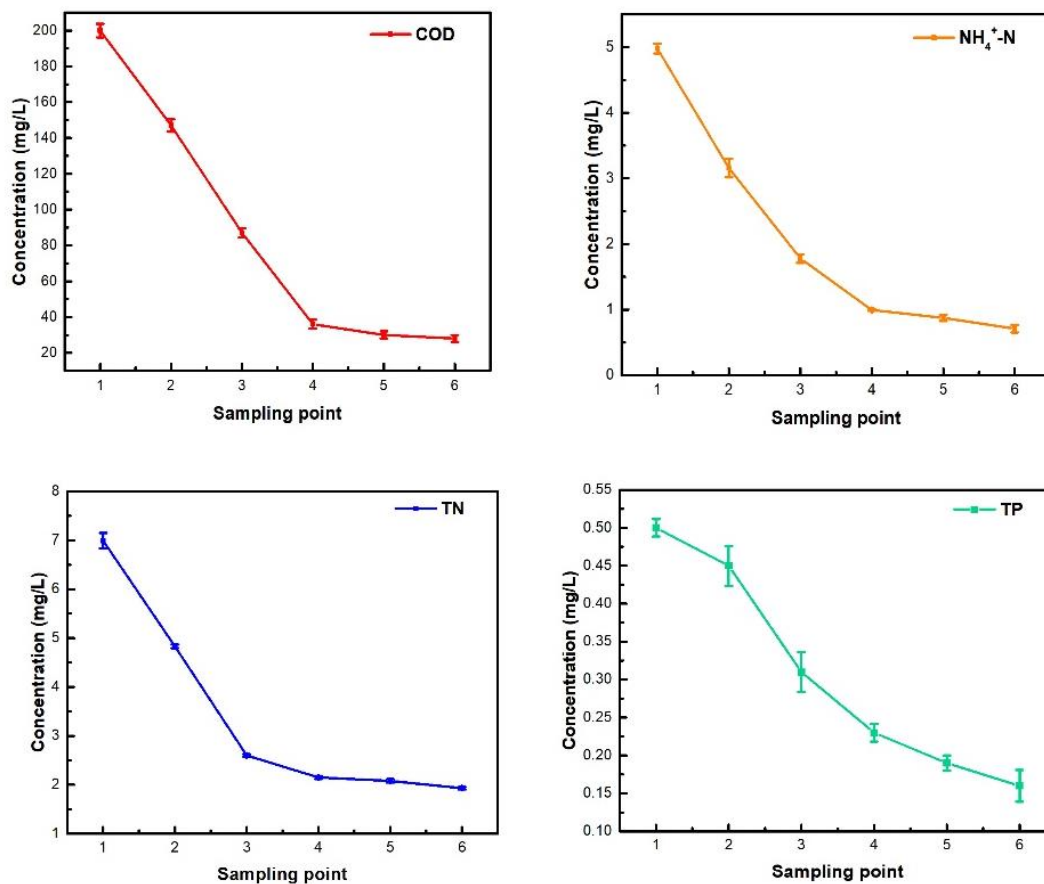 COD
200
180
160
140
120
100
80
60
40
20
Concentration (mg/L)
1 2 3 4 5 6
Sampling point
NH₄⁺-N
5
4
3
2
1
0
Concentration (mg/L)
1 2 3 4 5 6
Sampling point
TN
8
7
6
5
4
3
2
1
Concentration (mg/L)
1 2 3 4 5 6
Sampling point
TP
0.55
0.50
0.45
0.40
0.35
0.30
0.25
0.20
0.15
0.10
Concentration (mg/L)
1 2 3 4 5 6
Sampling point